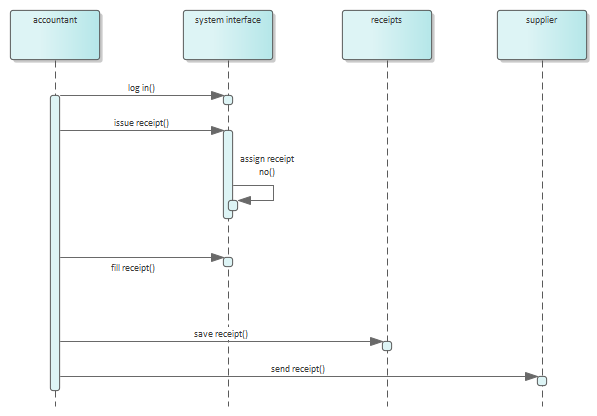 accountant
system interface
receipts
supplier
log in()
issue receipt()
assign receipt
no()
fill receipt()
save receipt()
send receipt()